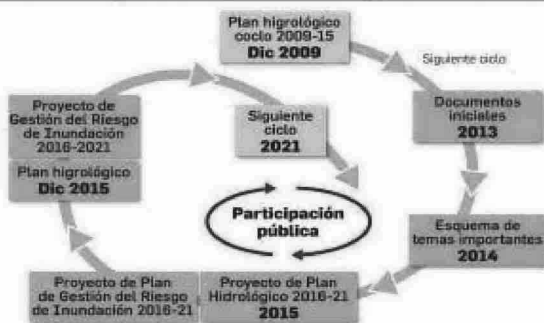 Plan higrológico
coclo 2009-15
Dic 2009
Siguiente ciclo
Documentos
iniciales
2013
Esquema de
temas importantes
2014
Proyecto de Plan
Hidrológico 2016-21
2015
Proyecto de Plan
de Gestión del Riesgo
de Inundación 2016-21
Plan higrológico
Dic 2015
Proyecto de
Gestión del Riesgo
de Inundación
2016-2021
Siguiente
ciclo
2021
Participación
pública